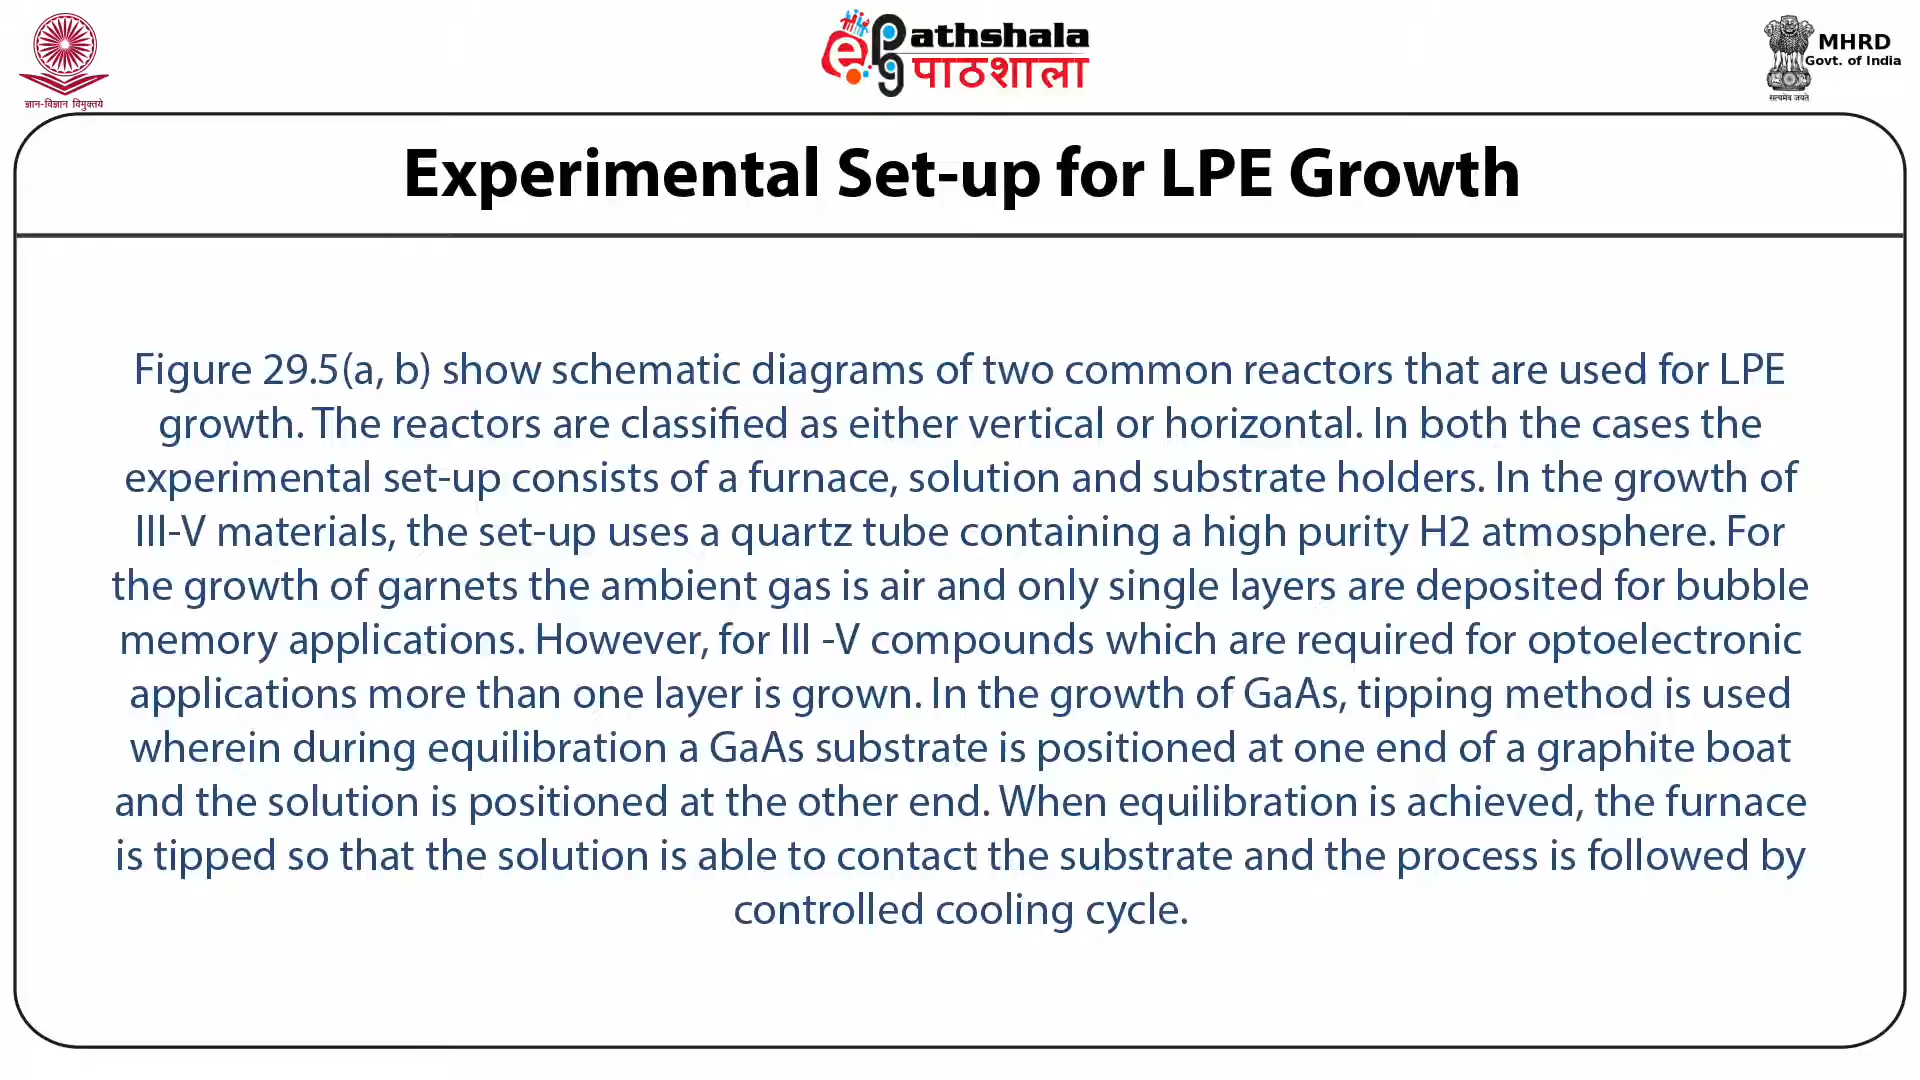 ज्ञान-विज्ञान विमुक्तये
ePathshala
पाठशाला
MHRD
Govt. of India
सत्यमेव जयते
Experimental Set-up for LPE Growth
Figure 29.5(a, b) show schematic diagrams of two common reactors that are used for LPE
growth. The reactors are classified as either vertical or horizontal. In both the cases the
experimental set-up consists of a furnace, solution and substrate holders. In the growth of
III-V materials, the set-up uses a quartz tube containing a high purity H2 atmosphere. For
the growth of garnets the ambient gas is air and only single layers are deposited for bubble
memory applications. However, for III -V compounds which are required for optoelectronic
applications more than one layer is grown. In the growth of GaAs, tipping method is used
wherein during equilibration a GaAs substrate is positioned at one end of a graphite boat
and the solution is positioned at the other end. When equilibration is achieved, the furnace
is tipped so that the solution is able to contact the substrate and the process is followed by
controlled cooling cycle.